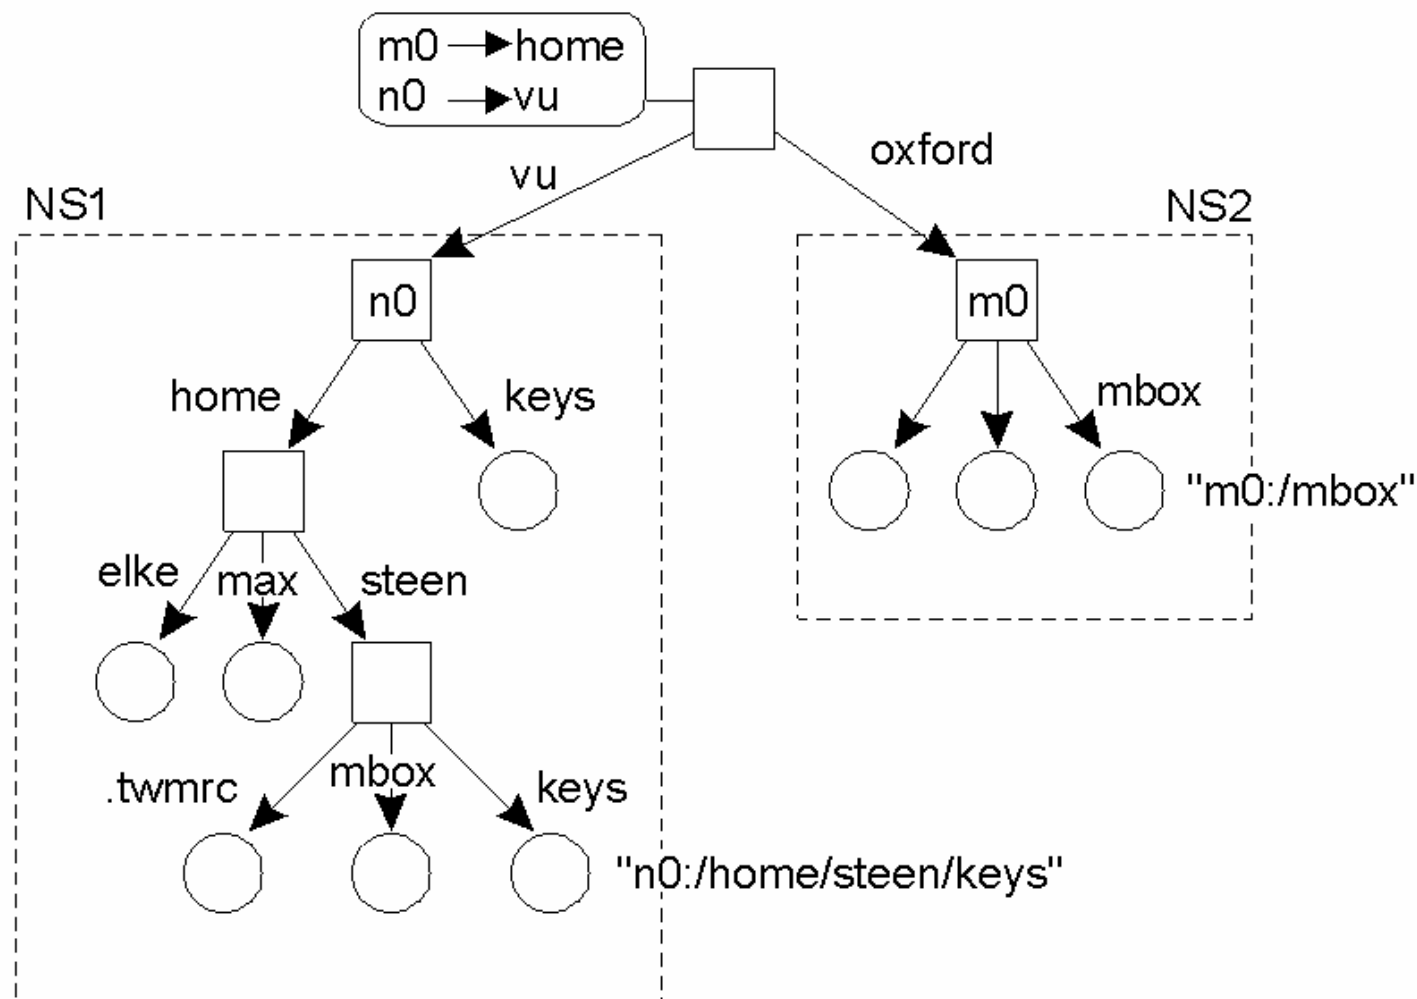 m0 → home
n0 → vu
vu
oxford
NS1
NS2
n0
m0
home
keys
mbox
"m0:/mbox"
elke
max
steen
.twmrc
mbox
keys
"n0:/home/steen/keys"